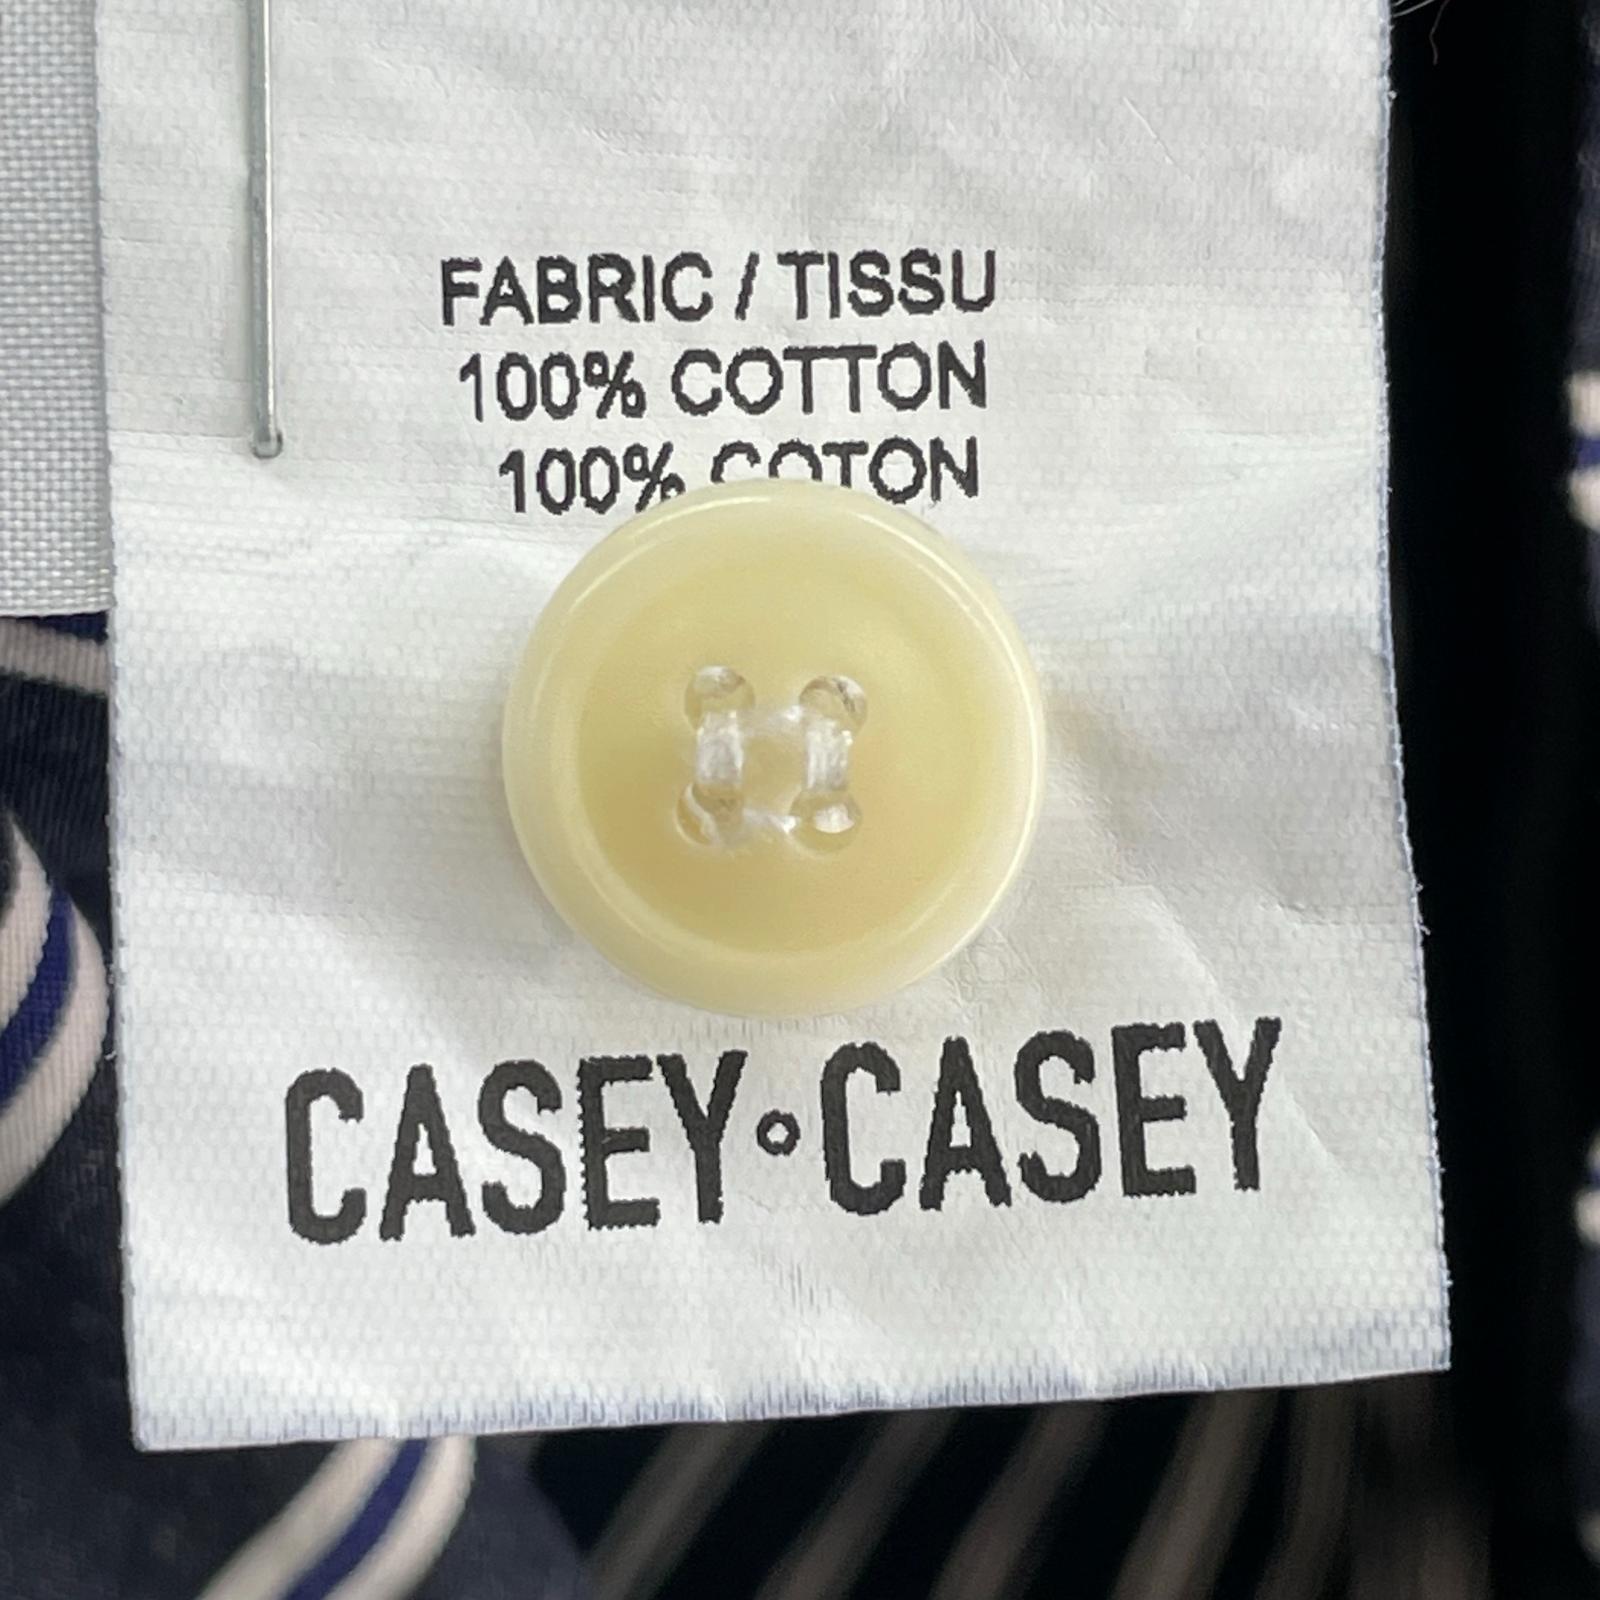 FABRIC / TISSU
100% COTTON
100% COTON
CASEY∘CASEY